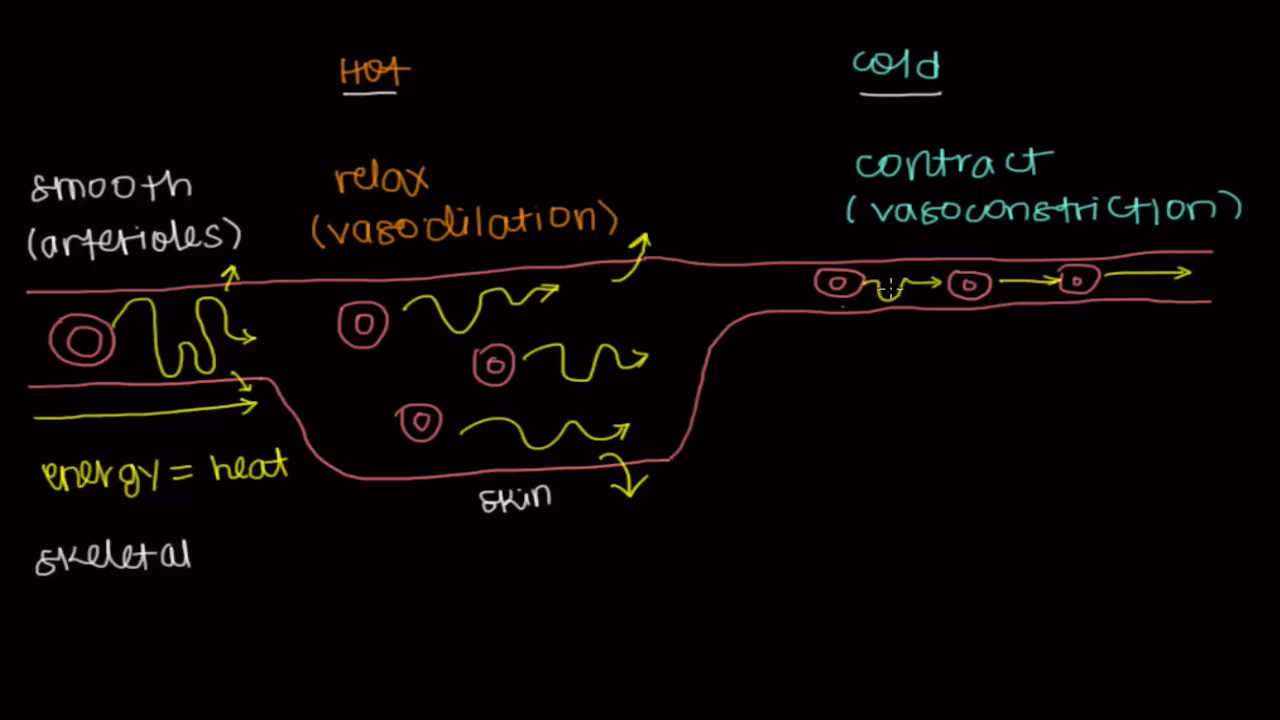 HOT
cold
smooth
(arterioles)
relax
(vasodilation)
contract
(vasoconstriction)
energy = heat
skin
skeletal